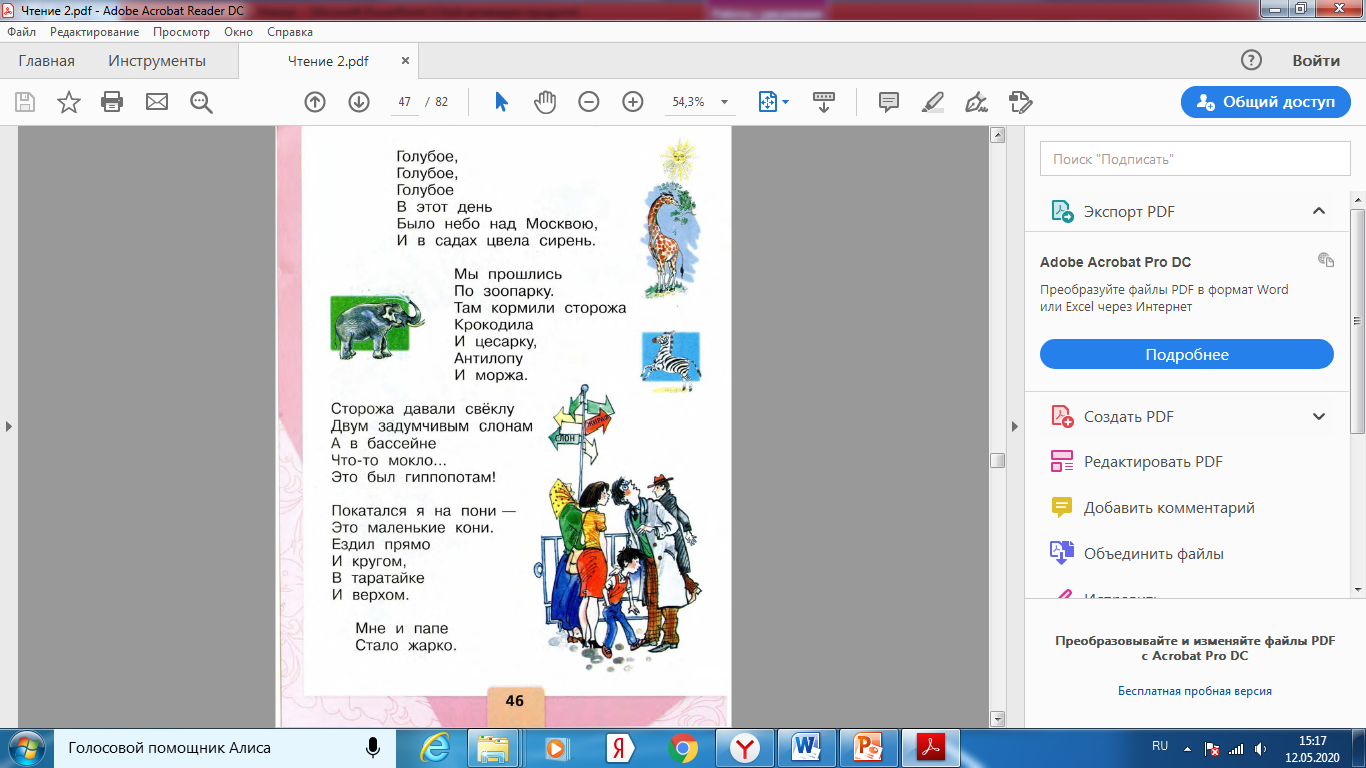 Чтение 2.pdf - Adobe Acrobat Reader DC
Файл Редактирование Просмотр Окно Справка
Главная Инструменты Чтение 2.pdf × Войти
47 / 82 54,3% Общий доступ
Голубое,
Голубое,
Голубое
В этот день
Было небо над Москвою,
И в садах цвела сирень.
Мы прошлись
По зоопарку.
Там кормили сторожа
Крокодила
И цесарку,
Антилопу
И моржа.
Сторожа давали свёклу
Двум задумчивым слонам
А в бассейне
Что-то мокло...
Это был гиппопотам!
СЛОН
ЖИРАФ
Покатался я на пони —
Это маленькие кони.
Ездил прямо
И кругом,
В таратайке
И верхом.
Мне и папе
Стало жарко.
46
Поиск "Подписать"
Экспорт PDF
Adobe Acrobat Pro DC
Преобразуйте файлы PDF в формат Word
или Excel через Интернет
Подробнее
Создать PDF
Редактировать PDF
Добавить комментарий
Объединить файлы
Преобразовывайте и изменяйте файлы PDF
с Acrobat Pro DC
Бесплатная пробная версия
Голосовой помощник Алиса
RU
15:17
12.05.2020